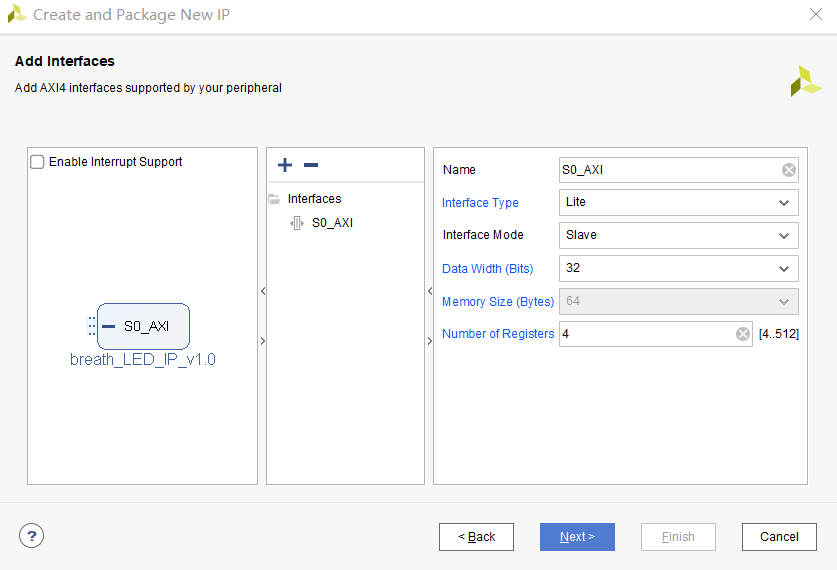 Create and Package New IP
Add Interfaces
Add AXI4 interfaces supported by your peripheral
Enable Interrupt Support
S0_AXI
breath_LED_IP_v1.0
Interfaces
S0_AXI
Name S0_AXI
Interface Type Lite
Interface Mode Slave
Data Width (Bits) 32
Memory Size (Bytes) 64
Number of Registers 4 [4..512]
? < Back Next > Finish Cancel